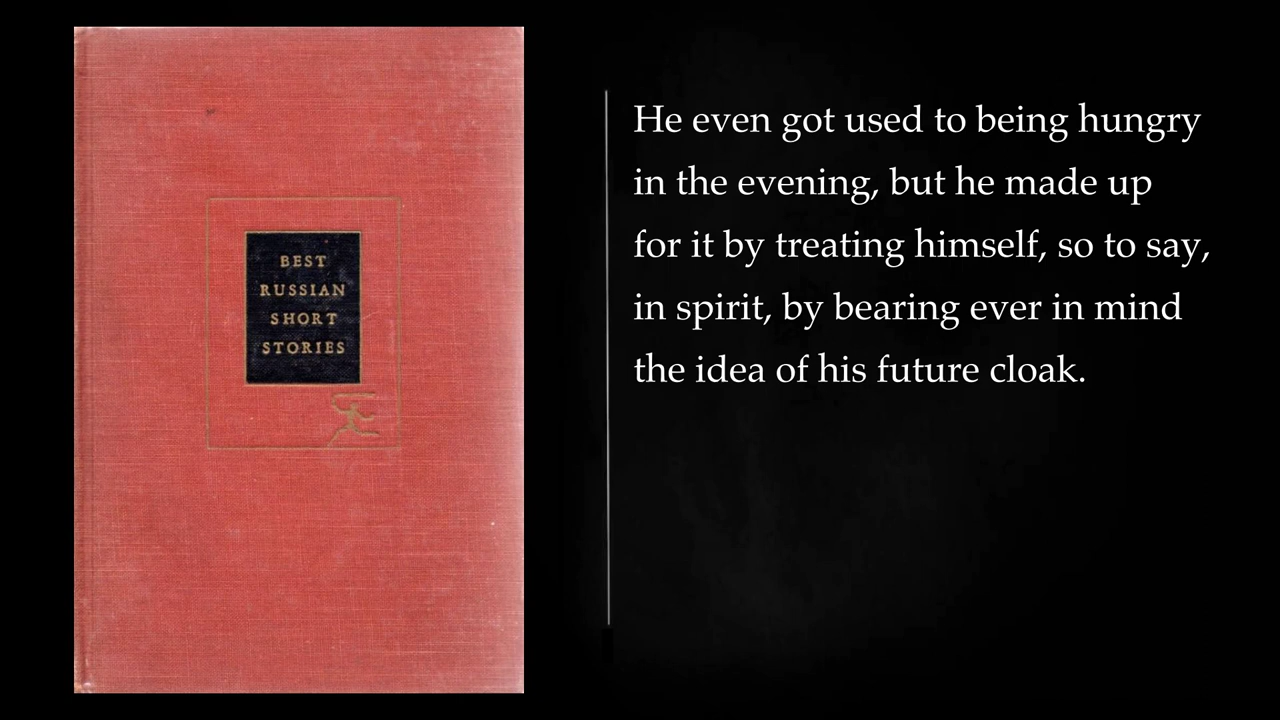 BEST
RUSSIAN
SHORT
STORIES
He even got used to being hungry
in the evening, but he made up
for it by treating himself, so to say,
in spirit, by bearing ever in mind
the idea of his future cloak.